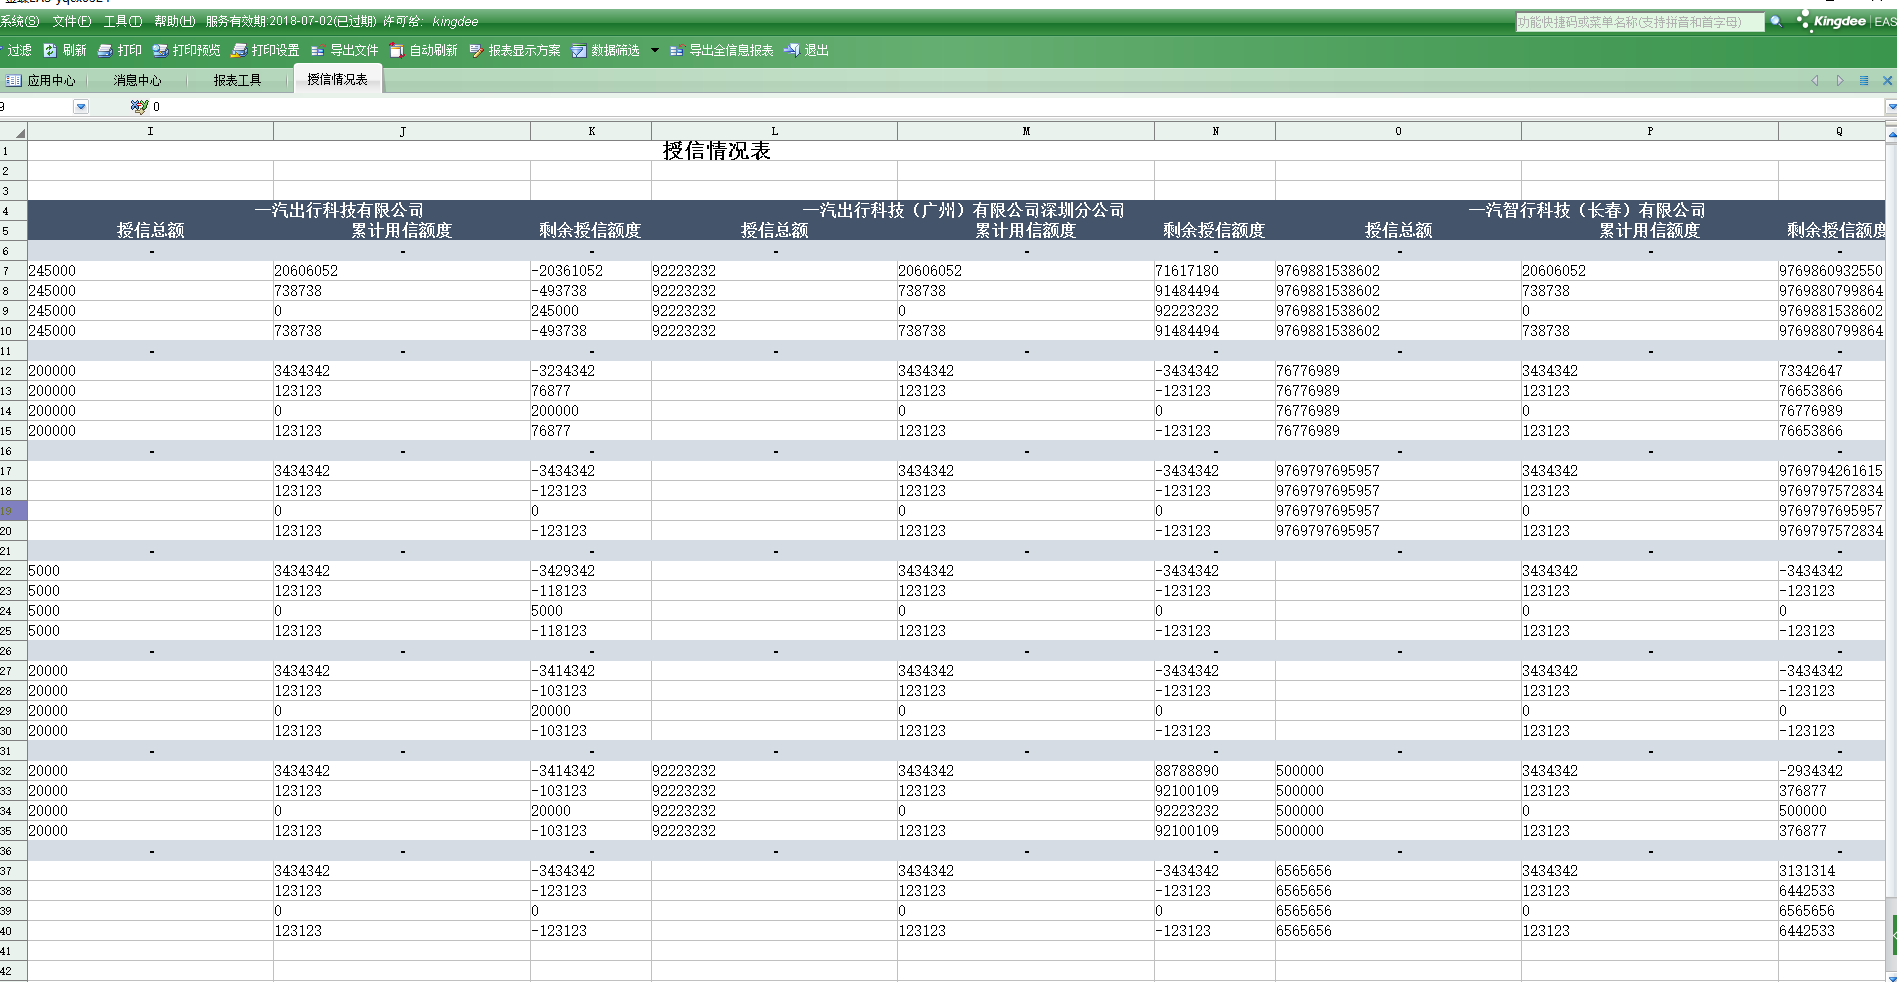 系统(S) 文件(F) 工具(T) 帮助(H) 服务有效期:2018-07-02(已过期) 许可给: kingdee 功能快捷码或菜单名称(支持拼音和首字母) Kingdee EAS
过滤 刷新 打印 打印预览 打印设置 导出文件 自动刷新 报表显示方案 数据筛选 导出全信息报表 退出
应用中心 消息中心 报表工具 授信情况表
9 0
I J K L M N O P Q
1 授信情况表
2
3
4 一汽出行科技有限公司 一汽出行科技（广州）有限公司深圳分公司 一汽智行科技（长春）有限公司
5 授信总额 累计用信额度 剩余授信额度 授信总额 累计用信额度 剩余授信额度 授信总额 累计用信额度 剩余授信额度
6 - - - - - - - - -
7 245000 20606052 -20361052 92223232 20606052 71617180 9769881538602 20606052 9769860932550
8 245000 738738 -493738 92223232 738738 91484494 9769881538602 738738 9769880799864
9 245000 0 245000 92223232 0 92223232 9769881538602 0 9769881538602
10 245000 738738 -493738 92223232 738738 91484494 9769881538602 738738 9769880799864
11 - - - - - - - - -
12 200000 3434342 -3234342 3434342 -3434342 76776989 3434342 73342647
13 200000 123123 76877 123123 -123123 76776989 123123 76653866
14 200000 0 200000 0 0 76776989 0 76776989
15 200000 123123 76877 123123 -123123 76776989 123123 76653866
16 - - - - - - - - -
17 3434342 -3434342 3434342 -3434342 9769797695957 3434342 9769794261615
18 123123 -123123 123123 -123123 9769797695957 123123 9769797572834
19 0 0 0 0 9769797695957 0 9769797695957
20 123123 -123123 123123 -123123 9769797695957 123123 9769797572834
21 - - - - - - - - -
22 5000 3434342 -3429342 3434342 -3434342 3434342 -3434342
23 5000 123123 -118123 123123 -123123 123123 -123123
24 5000 0 5000 0 0 0 0
25 5000 123123 -118123 123123 -123123 123123 -123123
26 - - - - - - - - -
27 20000 3434342 -3414342 3434342 -3434342 3434342 -3434342
28 20000 123123 -103123 123123 -123123 123123 -123123
29 20000 0 20000 0 0 0 0
30 20000 123123 -103123 123123 -123123 123123 -123123
31 - - - - - - - - -
32 20000 3434342 -3414342 92223232 3434342 88788890 500000 3434342 -2934342
33 20000 123123 -103123 92223232 123123 92100109 500000 123123 376877
34 20000 0 20000 92223232 0 92223232 500000 0 500000
35 20000 123123 -103123 92223232 123123 92100109 500000 123123 376877
36 - - - - - - - - -
37 3434342 -3434342 3434342 -3434342 6565656 3434342 3131314
38 123123 -123123 123123 -123123 6565656 123123 6442533
39 0 0 0 0 6565656 0 6565656
40 123123 -123123 123123 -123123 6565656 123123 6442533
41
42